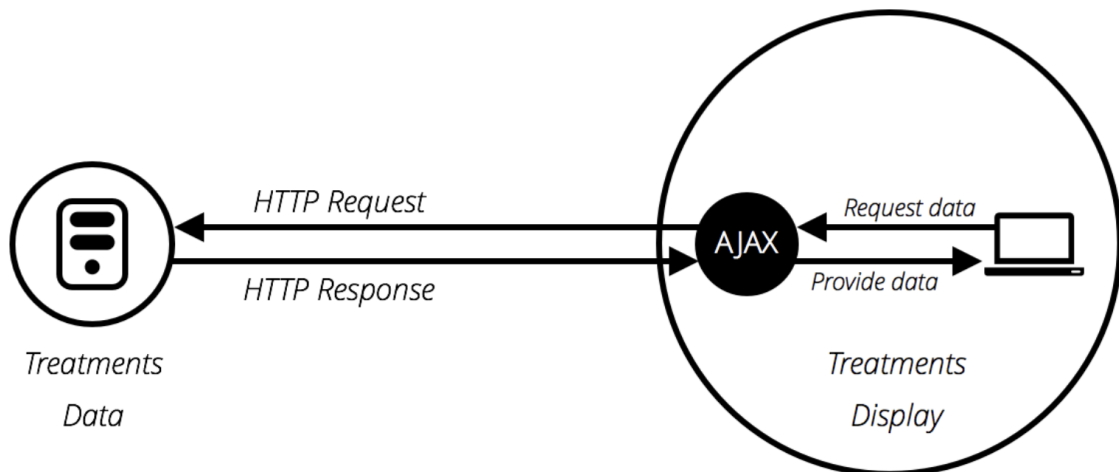 HTTP Request
HTTP Response
Treatments
Data
AJAX
Request data
Provide data
Treatments
Display